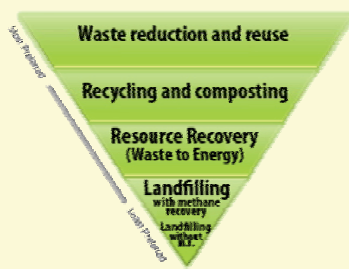 Most Preferred
Waste reduction and reuse
Recycling and composting
Resource Recovery
(Waste to Energy)
Landfilling
with methane
recovery
Landfilling
without
Least Preferred